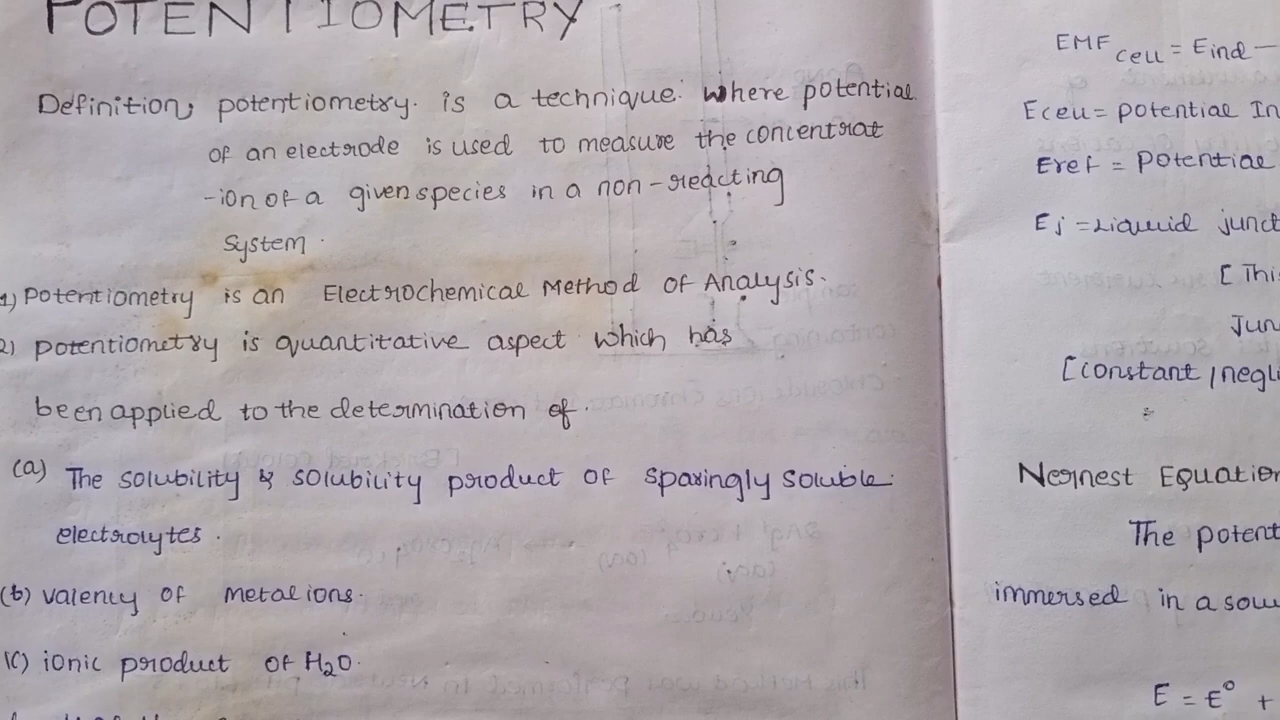 POTENTIOMETRY
Definition, potentiometry. is a technique. where potential.
of an electrode is used to measure the concentrat
-ion of a given species in a non-reacting
System.
1) Potentiometry is an Electrochemical Method of Analysis.
2) potentiometry is quantitative aspect which has
been applied to the determination of.
(a) The solubility & solubility product of sparingly soluble.
electrolytes.
(b) valency of metal ions.
(c) ionic product of H2O.
EMF cell = Eind -
Ecell = potential In
Eref = Potential
Ej = Liquid junct
[This
Jun
[constant / negli
Nernest Equation
The potent
immersed in a solu
E = E° +